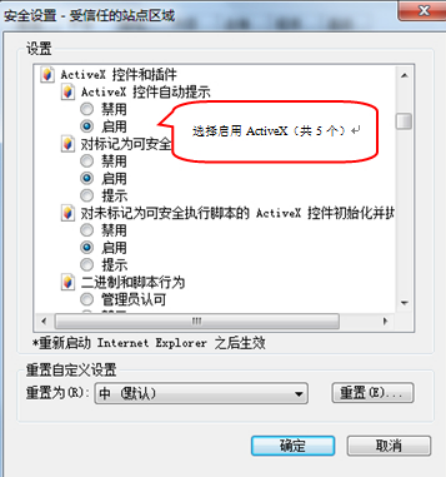 安全设置 - 受信任的站点区域
设置
ActiveX 控件和插件
ActiveX 控件自动提示
禁用
启用
选择启用 ActiveX（共 5 个）↵
对标记为可安全
禁用
启用
提示
对未标记为可安全执行脚本的 ActiveX 控件初始化并执
禁用
启用
提示
二进制和脚本行为
管理员认可
*重新启动 Internet Explorer 之后生效
重置自定义设置
重置为(R):
中 (默认)
重置(E)...
确定
取消